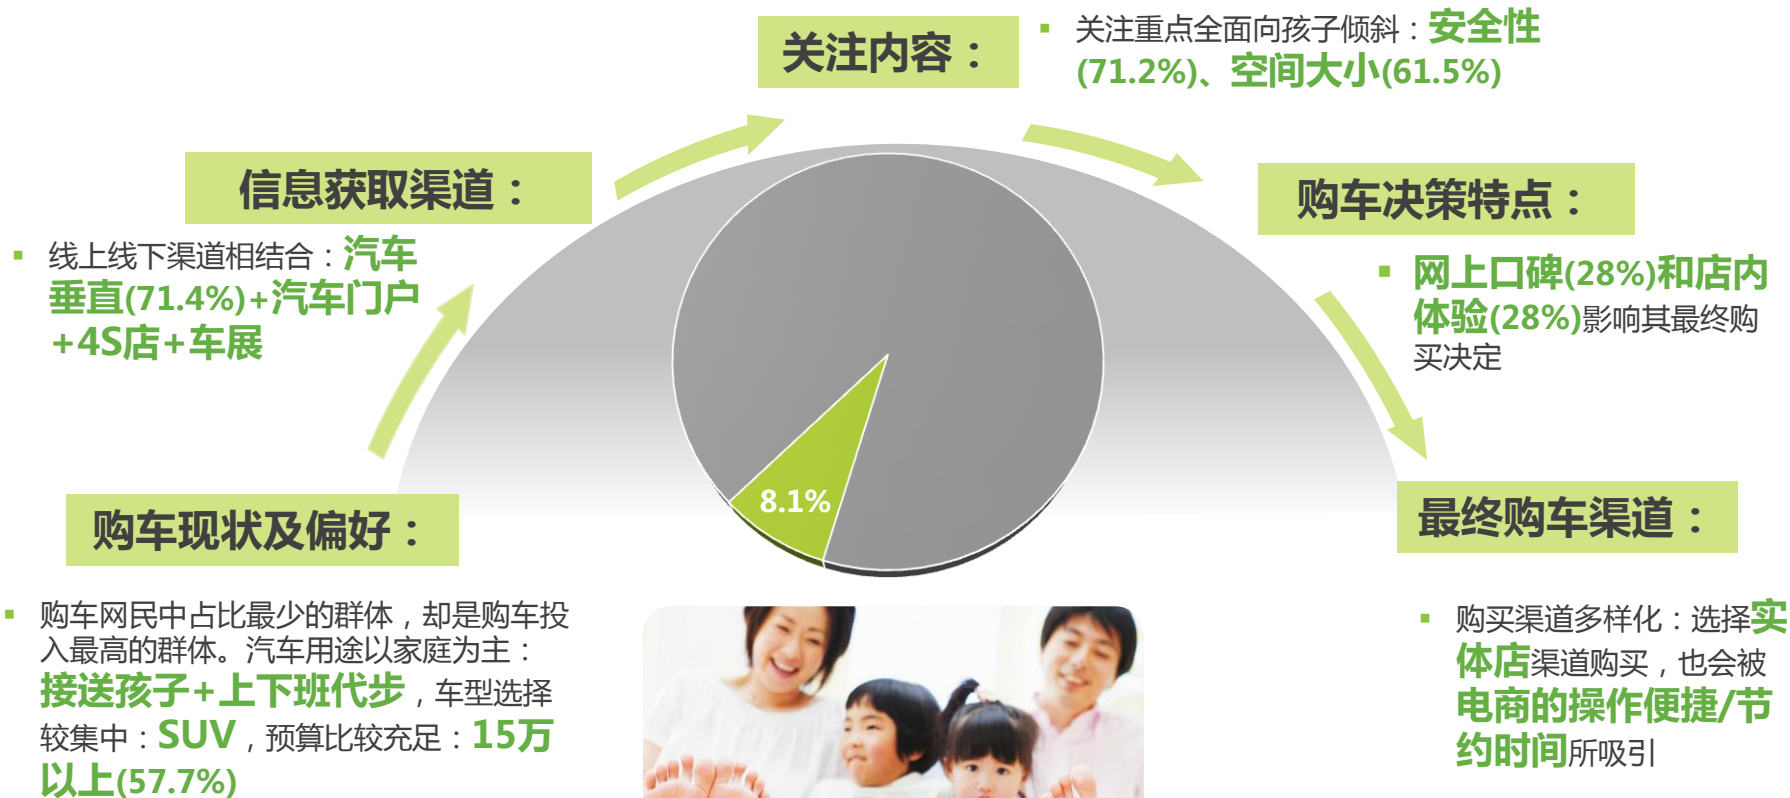 关注内容：
▪ 关注重点全面向孩子倾斜：安全性
(71.2%)、空间大小(61.5%)
信息获取渠道：
▪ 线上线下渠道相结合：汽车
垂直(71.4%)+汽车门户
+4S店+车展
购车决策特点：
▪ 网上口碑(28%)和店内
体验(28%)影响其最终购
买决定
8.1%
购车现状及偏好：
▪ 购车网民中占比最少的群体，却是购车投
入最高的群体。汽车用途以家庭为主：
接送孩子+上下班代步，车型选择
较集中：SUV，预算比较充足：15万
以上(57.7%)
最终购车渠道：
▪ 购买渠道多样化：选择实
体店渠道购买，也会被
电商的操作便捷/节
约时间所吸引